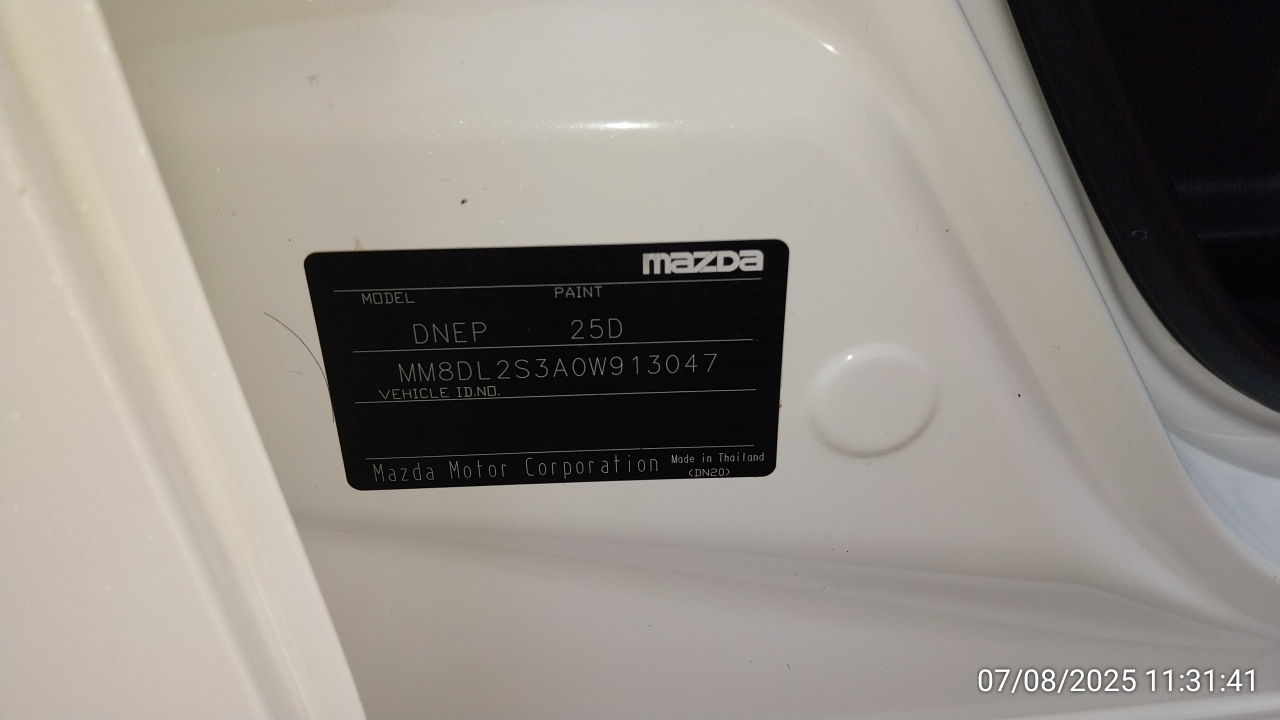 mazda
MODEL PAINT
DNEP 25D
MM8DL2S3A0W913047
VEHICLE ID.NO.
Mazda Motor Corporation Made in Thailand
(DN20)
07/08/2025 11:31:41